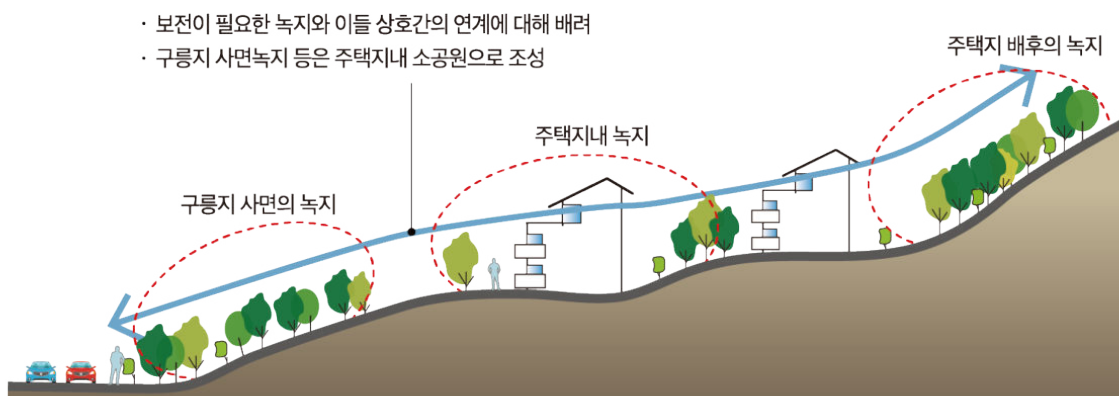 · 보전이 필요한 녹지와 이들 상호간의 연계에 대해 배려
· 구릉지 사면녹지 등은 주택지내 소공원으로 조성
주택지 배후의 녹지
주택지내 녹지
구릉지 사면의 녹지